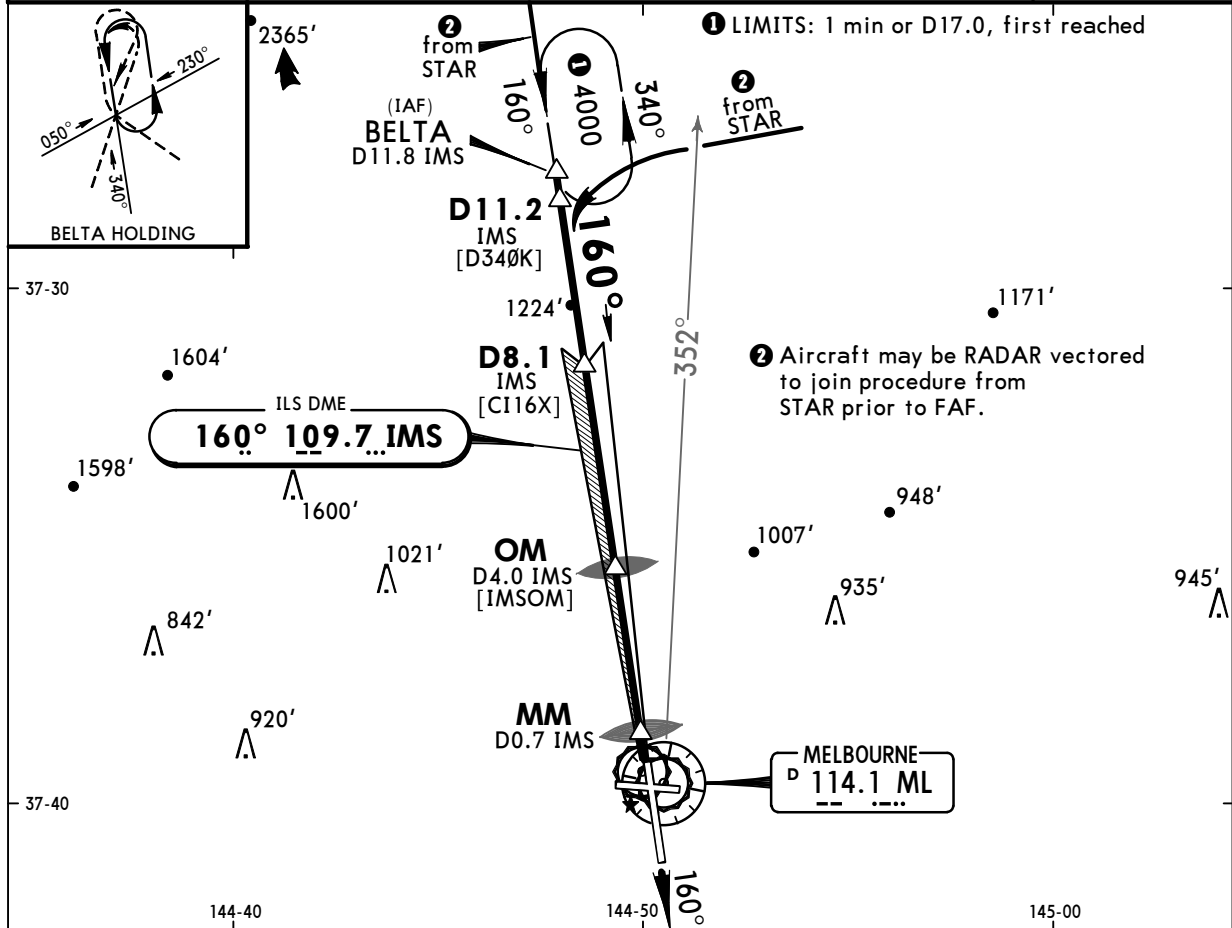 2365'
230°
050°
340°
BELTA HOLDING
❷
from
STAR
160°
❶ 4000
340°
❶ LIMITS: 1 min or D17.0, first reached
❷
from
STAR
(IAF)
BELTA
D11.8 IMS
D11.2
IMS
[D340K]
160°
37-30
1224'
352°
1171'
1604'
D8.1
IMS
[CI16X]
❷ Aircraft may be RADAR vectored
to join procedure from
STAR prior to FAF.
ILS DME
160° 109.7 IMS
1598'
1600'
948'
1007'
1021'
OM
D4.0 IMS
[IMSOM]
935'
945'
842'
920'
MM
D0.7 IMS
MELBOURNE
D 114.1 ML
37-40
160°
144-40
144-50
145-00